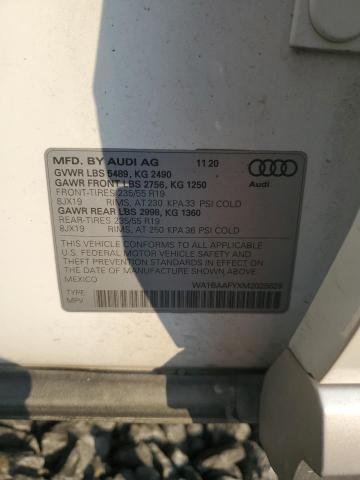 MFD. BY AUDI AG 11 20
GVWR LBS 5489, KG 2490
GAWR FRONT LBS 2756, KG 1250
FRONT-TIRES 235/55 R19
8JX19 RIMS, AT 230 KPA 33 PSI COLD
GAWR REAR LBS 2998, KG 1360
REAR-TIRES 235/55 R19
8JX19 RIMS, AT 250 KPA 36 PSI COLD
Audi
THIS VEHICLE CONFORMS TO ALL APPLICABLE
U.S. FEDERAL MOTOR VEHICLE SAFETY
AND THEFT PREVENTION STANDARDS IN EFFECT ON
THE DATE OF MANUFACTURE SHOWN ABOVE.
MEXICO
TYPE: WA1BAAFYXM2025629
MPV